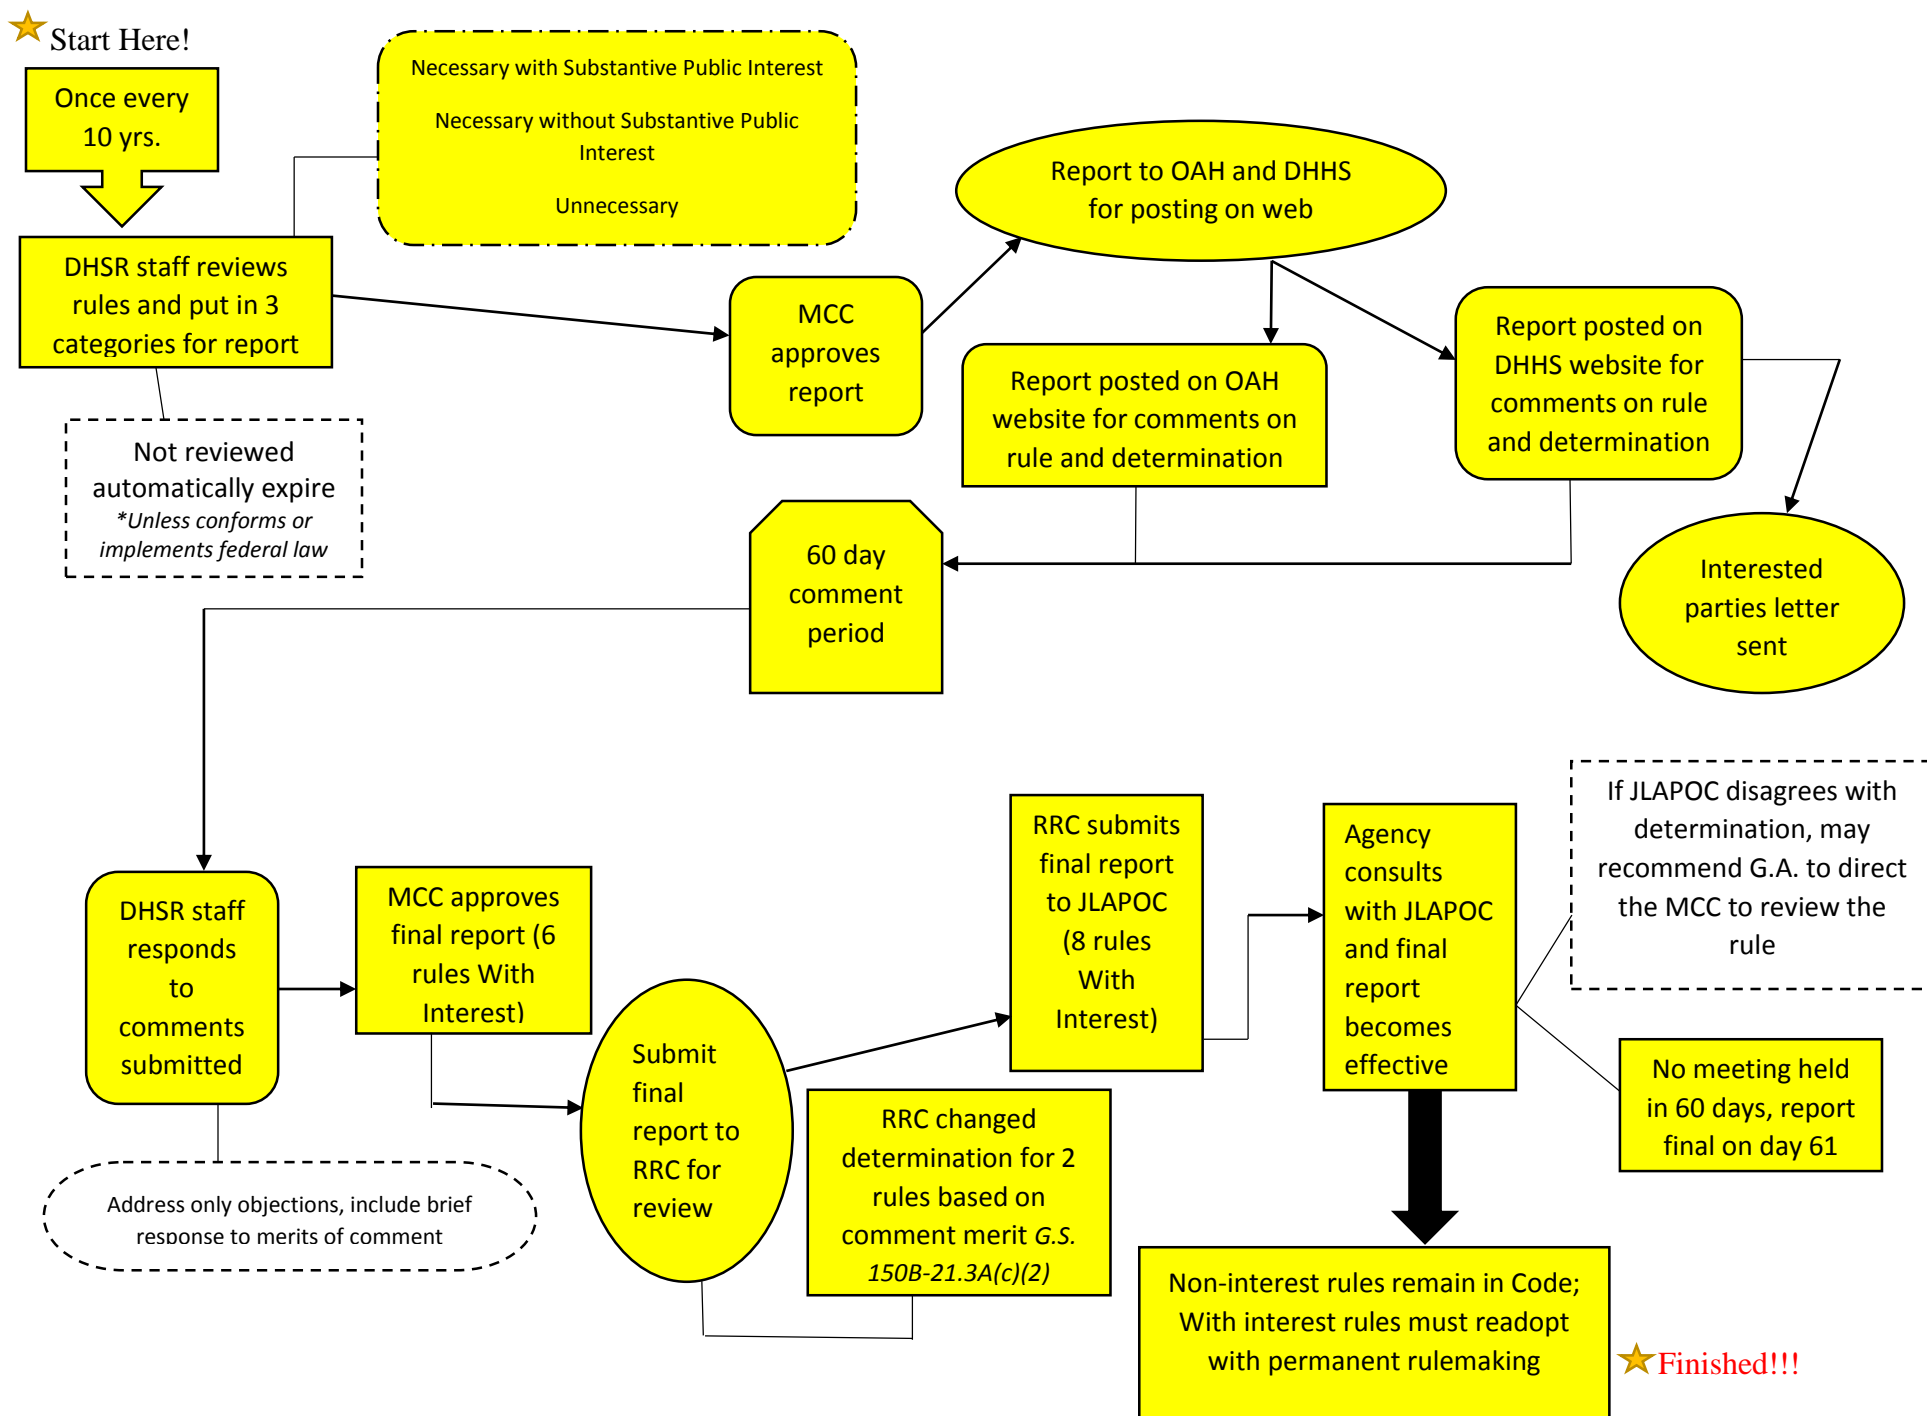 Start Here!
Once every
10 yrs.
Necessary with Substantive Public Interest
Necessary without Substantive Public
Interest
Unnecessary
DHSR staff reviews
rules and put in 3
categories for report
Not reviewed
automatically expire
*Unless conforms or
implements federal law
MCC
approves
report
Report to OAH and DHHS
for posting on web
Report posted on OAH
website for comments on
rule and determination
Report posted on
DHHS website for
comments on rule
and determination
Interested
parties letter
sent
60 day
comment
period
DHSR staff
responds
to
comments
submitted
Address only objections, include brief
response to merits of comment
MCC approves
final report (6
rules With
Interest)
Submit
final
report to
RRC for
review
RRC changed
determination for 2
rules based on
comment merit G.S.
150B-21.3A(c)(2)
RRC submits
final report
to JLAPOC
(8 rules
With
Interest)
Agency
consults
with JLAPOC
and final
report
becomes
effective
If JLAPOC disagrees with
determination, may
recommend G.A. to direct
the MCC to review the
rule
No meeting held
in 60 days, report
final on day 61
Non-interest rules remain in Code;
With interest rules must readopt
with permanent rulemaking
Finished!!!